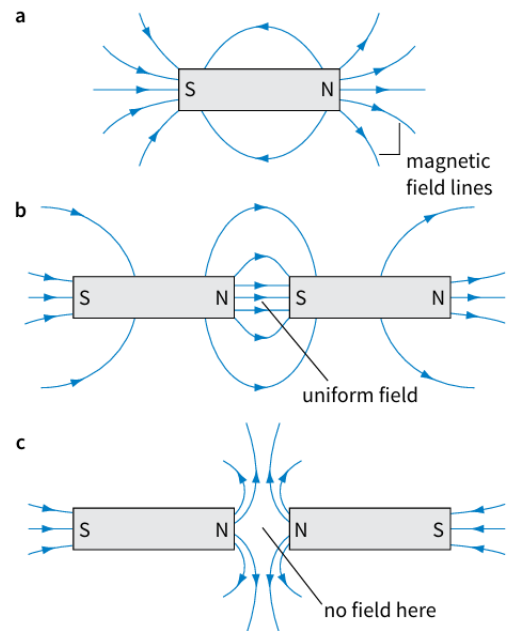 a
S N
magnetic
field lines
b
S N S N
uniform field
c
S N N S
no field here